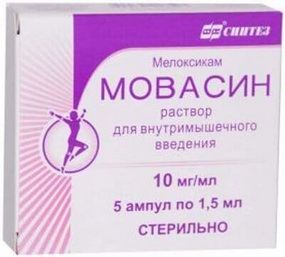 СИНТЕЗ
Мелоксикам
МОВАСИН
раствор
для внутримышечного
введения
10 мг/мл
5 ампул по 1,5 мл
СТЕРИЛЬНО